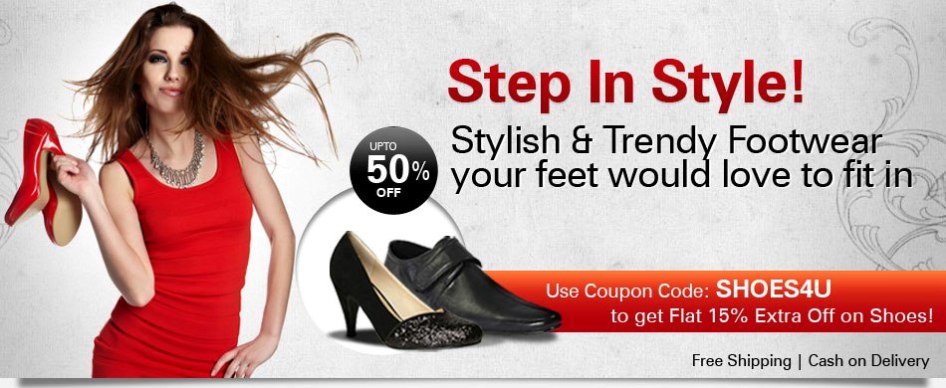 Step In Style!
Stylish & Trendy Footwear
your feet would love to fit in
UPTO
50%
OFF
Use Coupon Code: SHOES4U
to get Flat 15% Extra Off on Shoes!
Free Shipping | Cash on Delivery